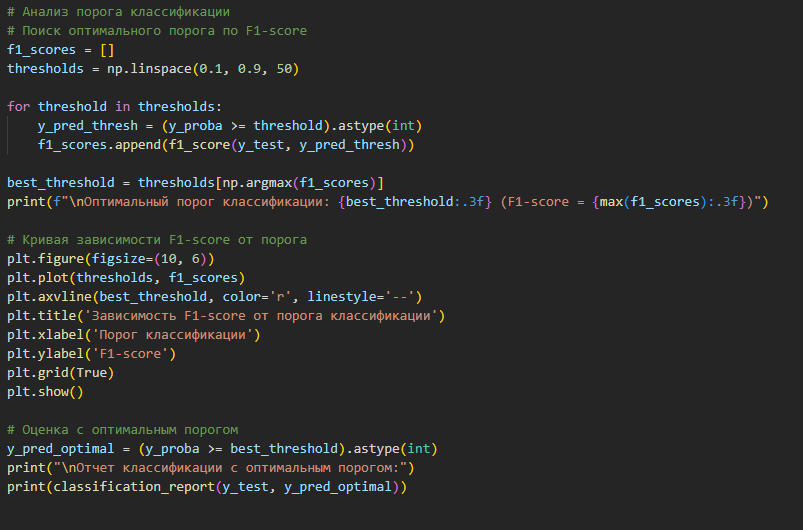 # Анализ порога классификации
# Поиск оптимального порога по F1-score
f1_scores = []
thresholds = np.linspace(0.1, 0.9, 50)

for threshold in thresholds:
    y_pred_thresh = (y_proba >= threshold).astype(int)
    f1_scores.append(f1_score(y_test, y_pred_thresh))

best_threshold = thresholds[np.argmax(f1_scores)]
print(f"\nОптимальный порог классификации: {best_threshold:.3f} (F1-score = {max(f1_scores):.3f})")

# Кривая зависимости F1-score от порога
plt.figure(figsize=(10, 6))
plt.plot(thresholds, f1_scores)
plt.axvline(best_threshold, color='r', linestyle='--')
plt.title('Зависимость F1-score от порога классификации')
plt.xlabel('Порог классификации')
plt.ylabel('F1-score')
plt.grid(True)
plt.show()

# Оценка с оптимальным порогом
y_pred_optimal = (y_proba >= best_threshold).astype(int)
print("\nОтчет классификации с оптимальным порогом:")
print(classification_report(y_test, y_pred_optimal))